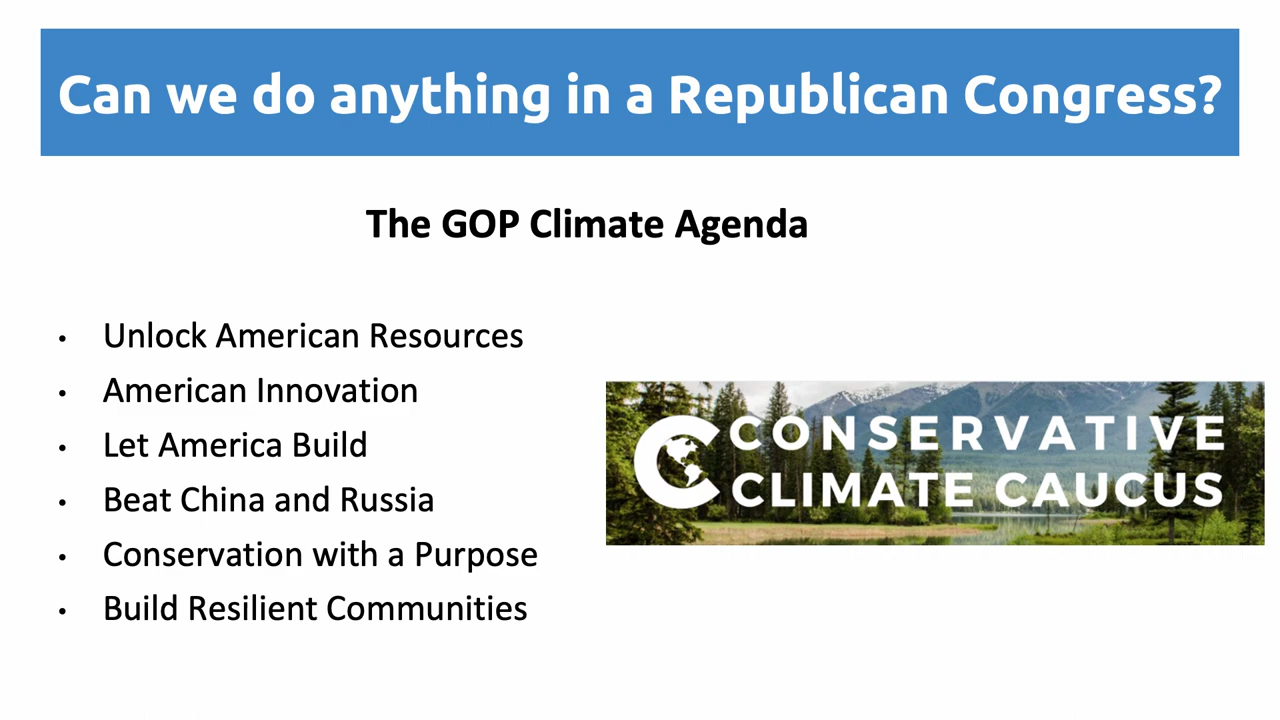 Can we do anything in a Republican Congress?
The GOP Climate Agenda
• Unlock American Resources
• American Innovation
• Let America Build
• Beat China and Russia
• Conservation with a Purpose
• Build Resilient Communities
C CONSERVATIVE
CLIMATE CAUCUS